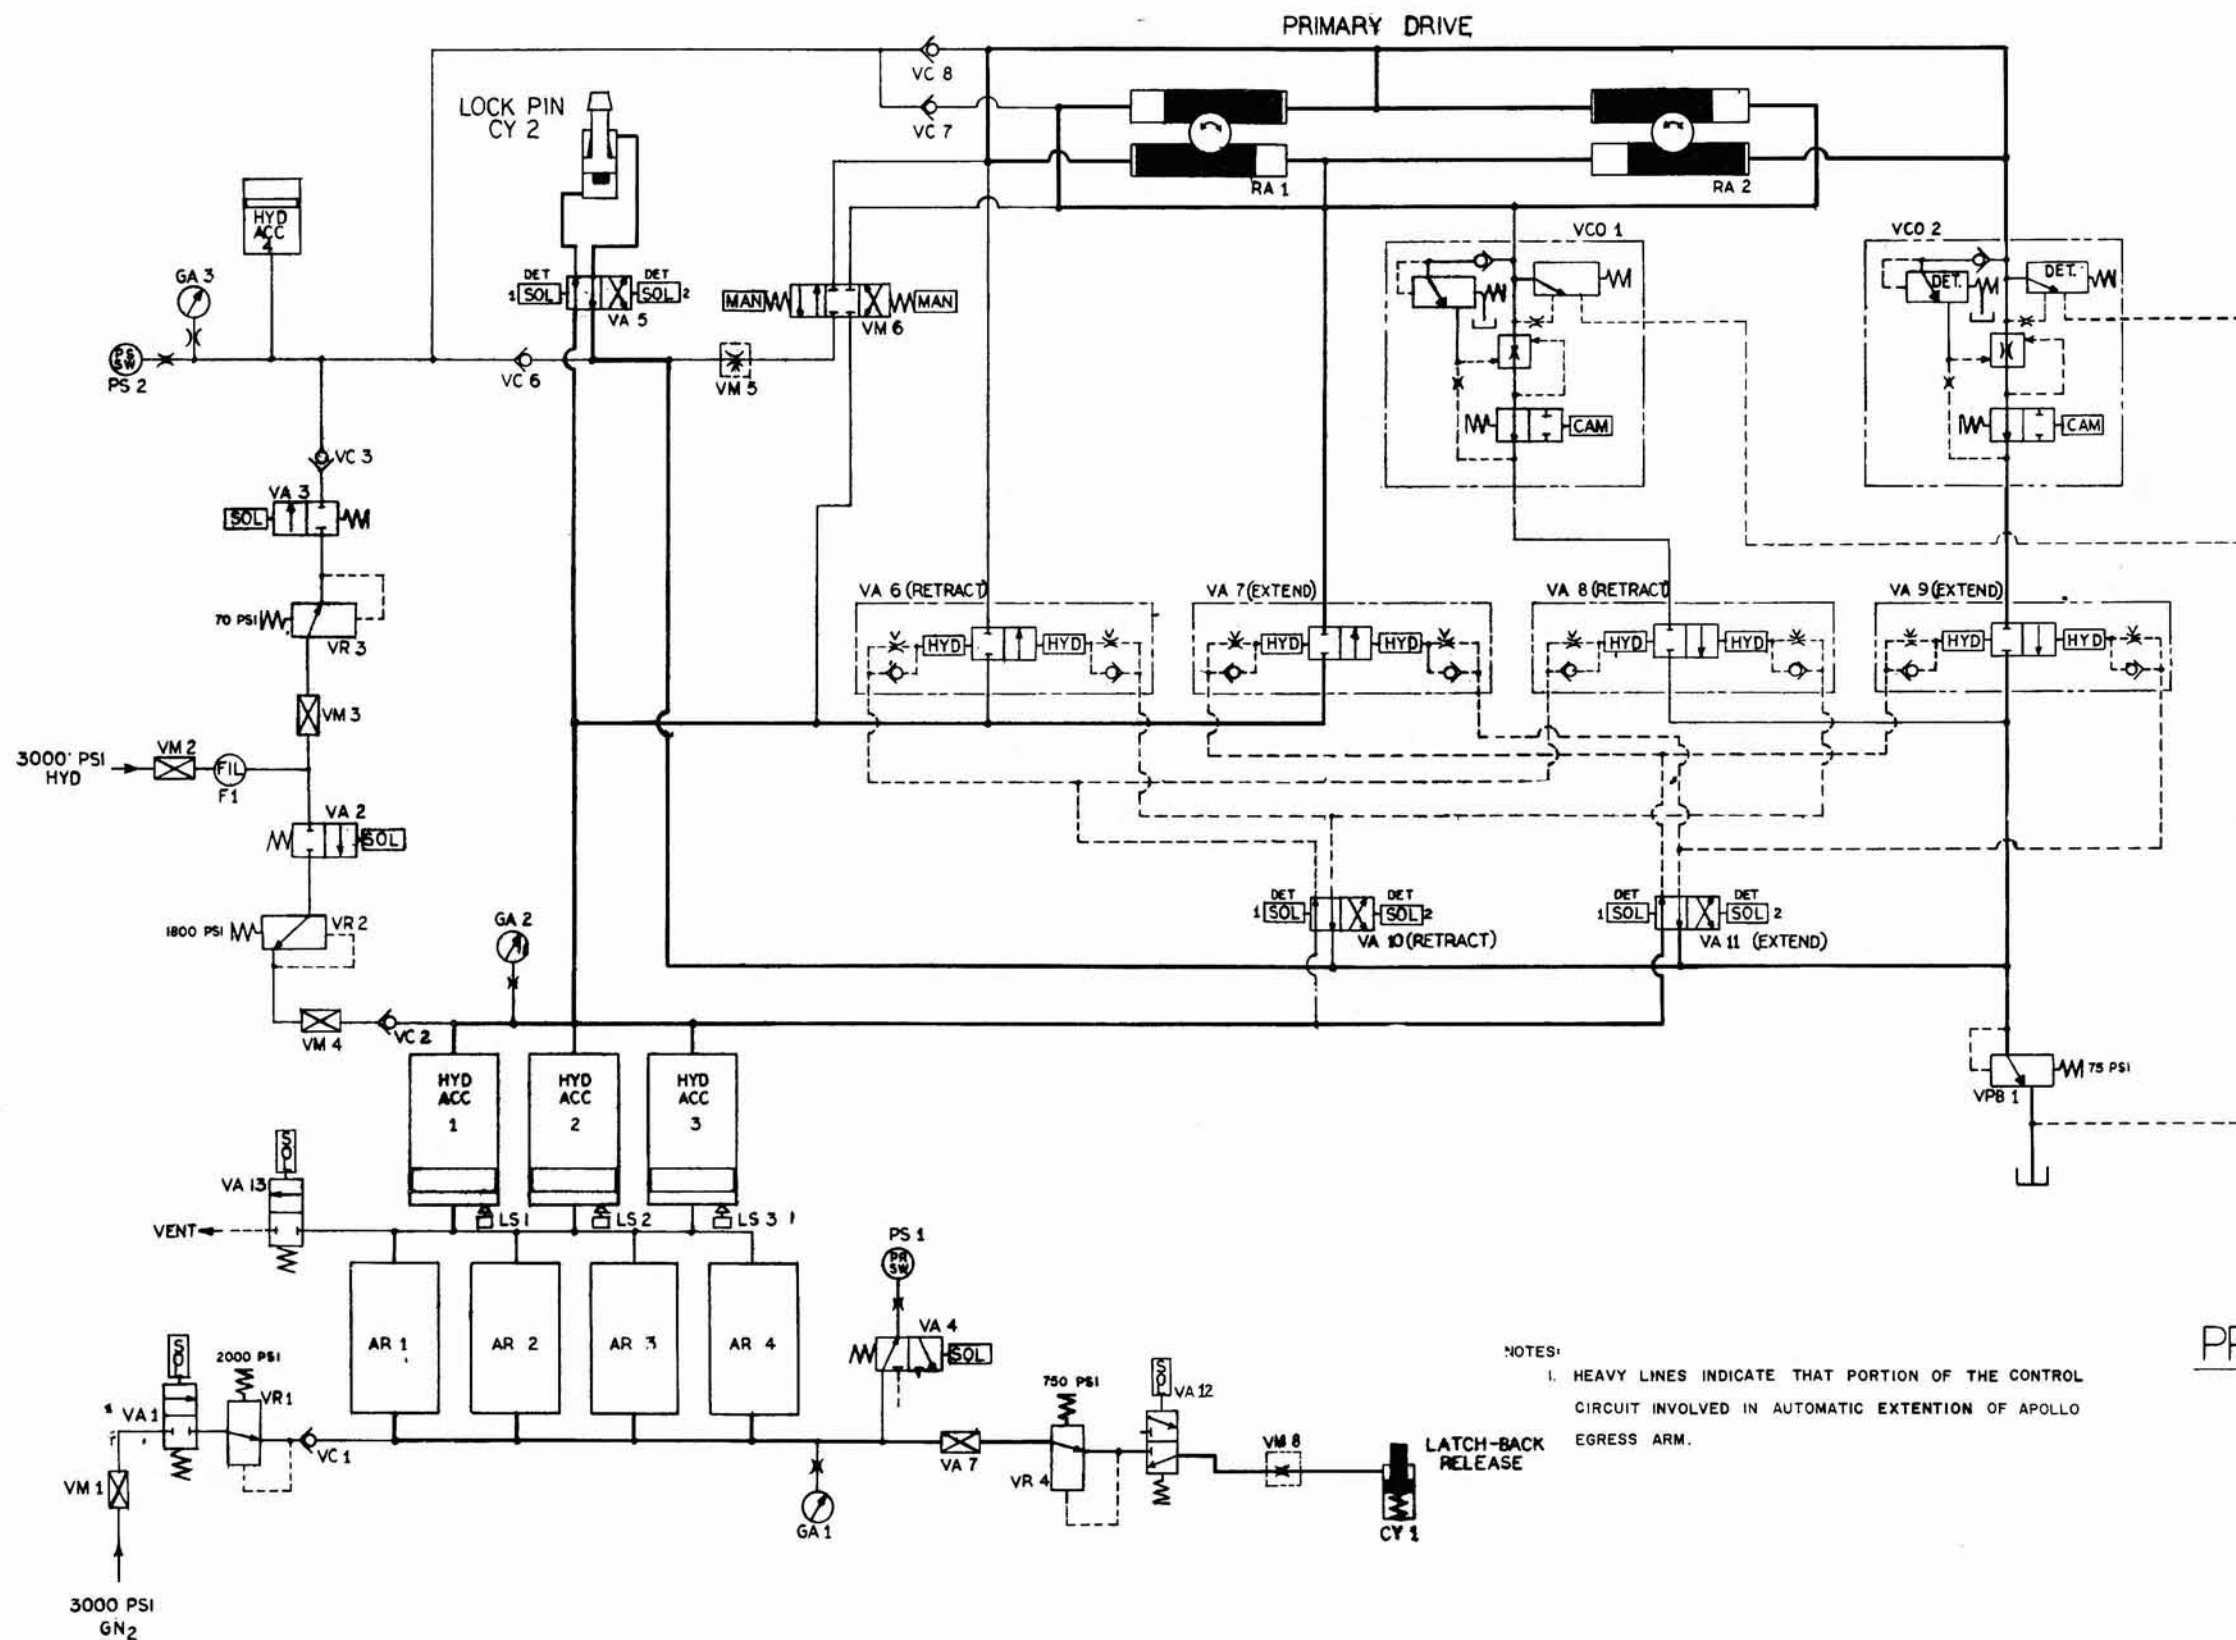 PRIMARY DRIVE
VC 8
LOCK PIN
CY 2
VC 7
RA 1
RA 2
HYD
ACC
4
VCO 1
VCO 2
GA 3
DET
DET
1 SOL
SOL 2
VA 5
MAN
MAN
VM 6
DET.
DET.
PS
SW
PS 2
VC 6
VM 5
CAM
CAM
VC 3
VA 3
SOL
VA 6 (RETRACT)
VA 7 (EXTEND)
VA 8 (RETRACT)
VA 9 (EXTEND)
70 PSI
VR 3
HYD
HYD
HYD
HYD
HYD
HYD
HYD
HYD
VM 3
3000 PSI
HYD
VM 2
FIL
F1
VA 2
SOL
1800 PSI
VR 2
GA 2
DET
DET
1 SOL
SOL 2
VA 10 (RETRACT)
DET
DET
1 SOL
SOL 2
VA 11 (EXTEND)
VM 4
VC 2
HYD
ACC
1
HYD
ACC
2
HYD
ACC
3
75 PSI
VPB 1
SOL
VA 13
LS 1
LS 2
LS 3
VENT
PS 1
PR
SW
AR 1
AR 2
AR 3
AR 4
VA 4
SOL
SOL
2000 PSI
VR 1
VA 1
VC 1
VM 1
3000 PSI
GN2
GA 1
VA 7
750 PSI
VR 4
SOL
VA 12
VM 8
LATCH-BACK
RELEASE
CY 1
NOTES:
1. HEAVY LINES INDICATE THAT PORTION OF THE CONTROL
CIRCUIT INVOLVED IN AUTOMATIC EXTENTION OF APOLLO
EGRESS ARM.